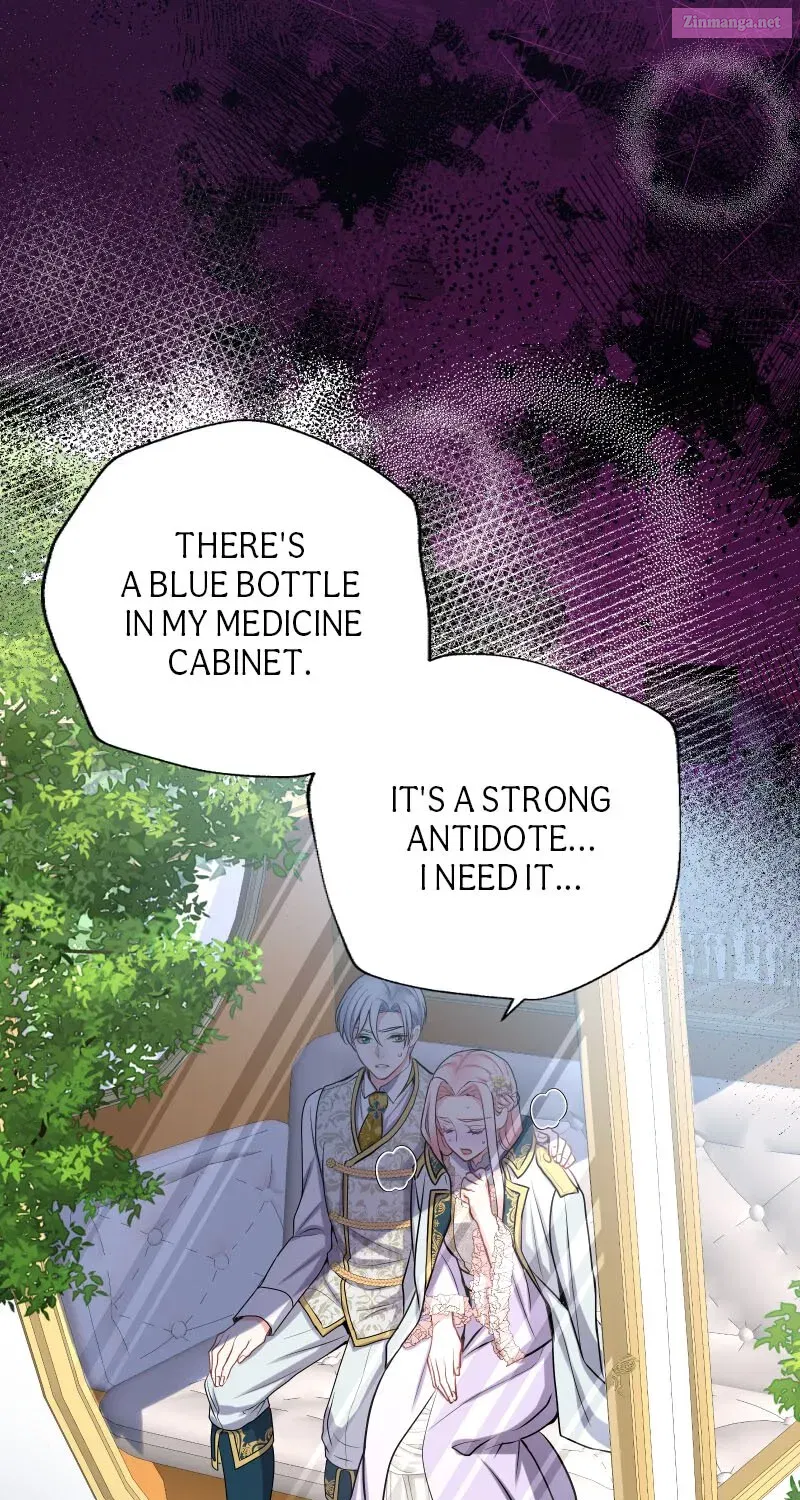 Zinmanga.net
THERE'S
A BLUE BOTTLE
IN MY MEDICINE
CABINET.
IT'S A STRONG
ANTIDOTE...
I NEED IT...